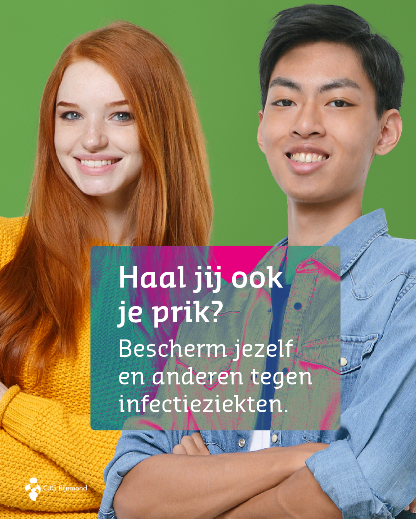 Haal jij ook
je prik?
Bescherm jezelf
en anderen tegen
infectieziekten.